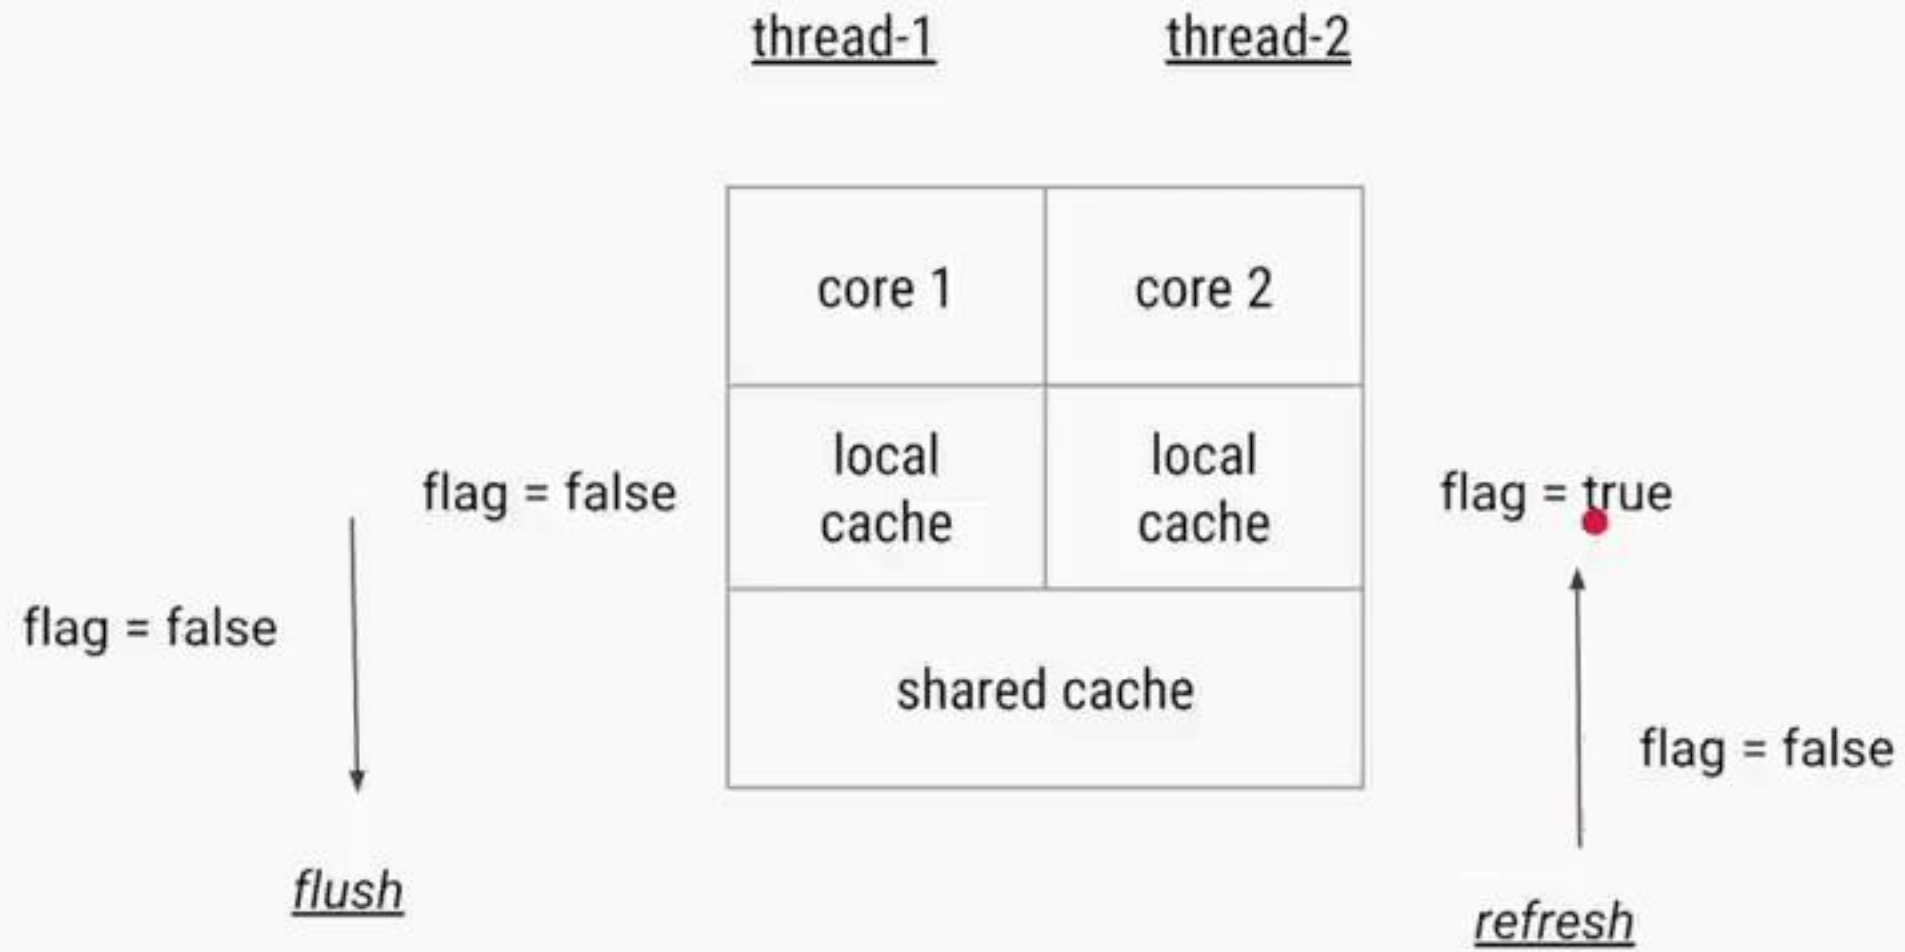 thread-1
thread-2
core 1
core 2
flag = false
local
cache
local
cache
flag = true
flag = false
shared cache
flag = false
flush
refresh